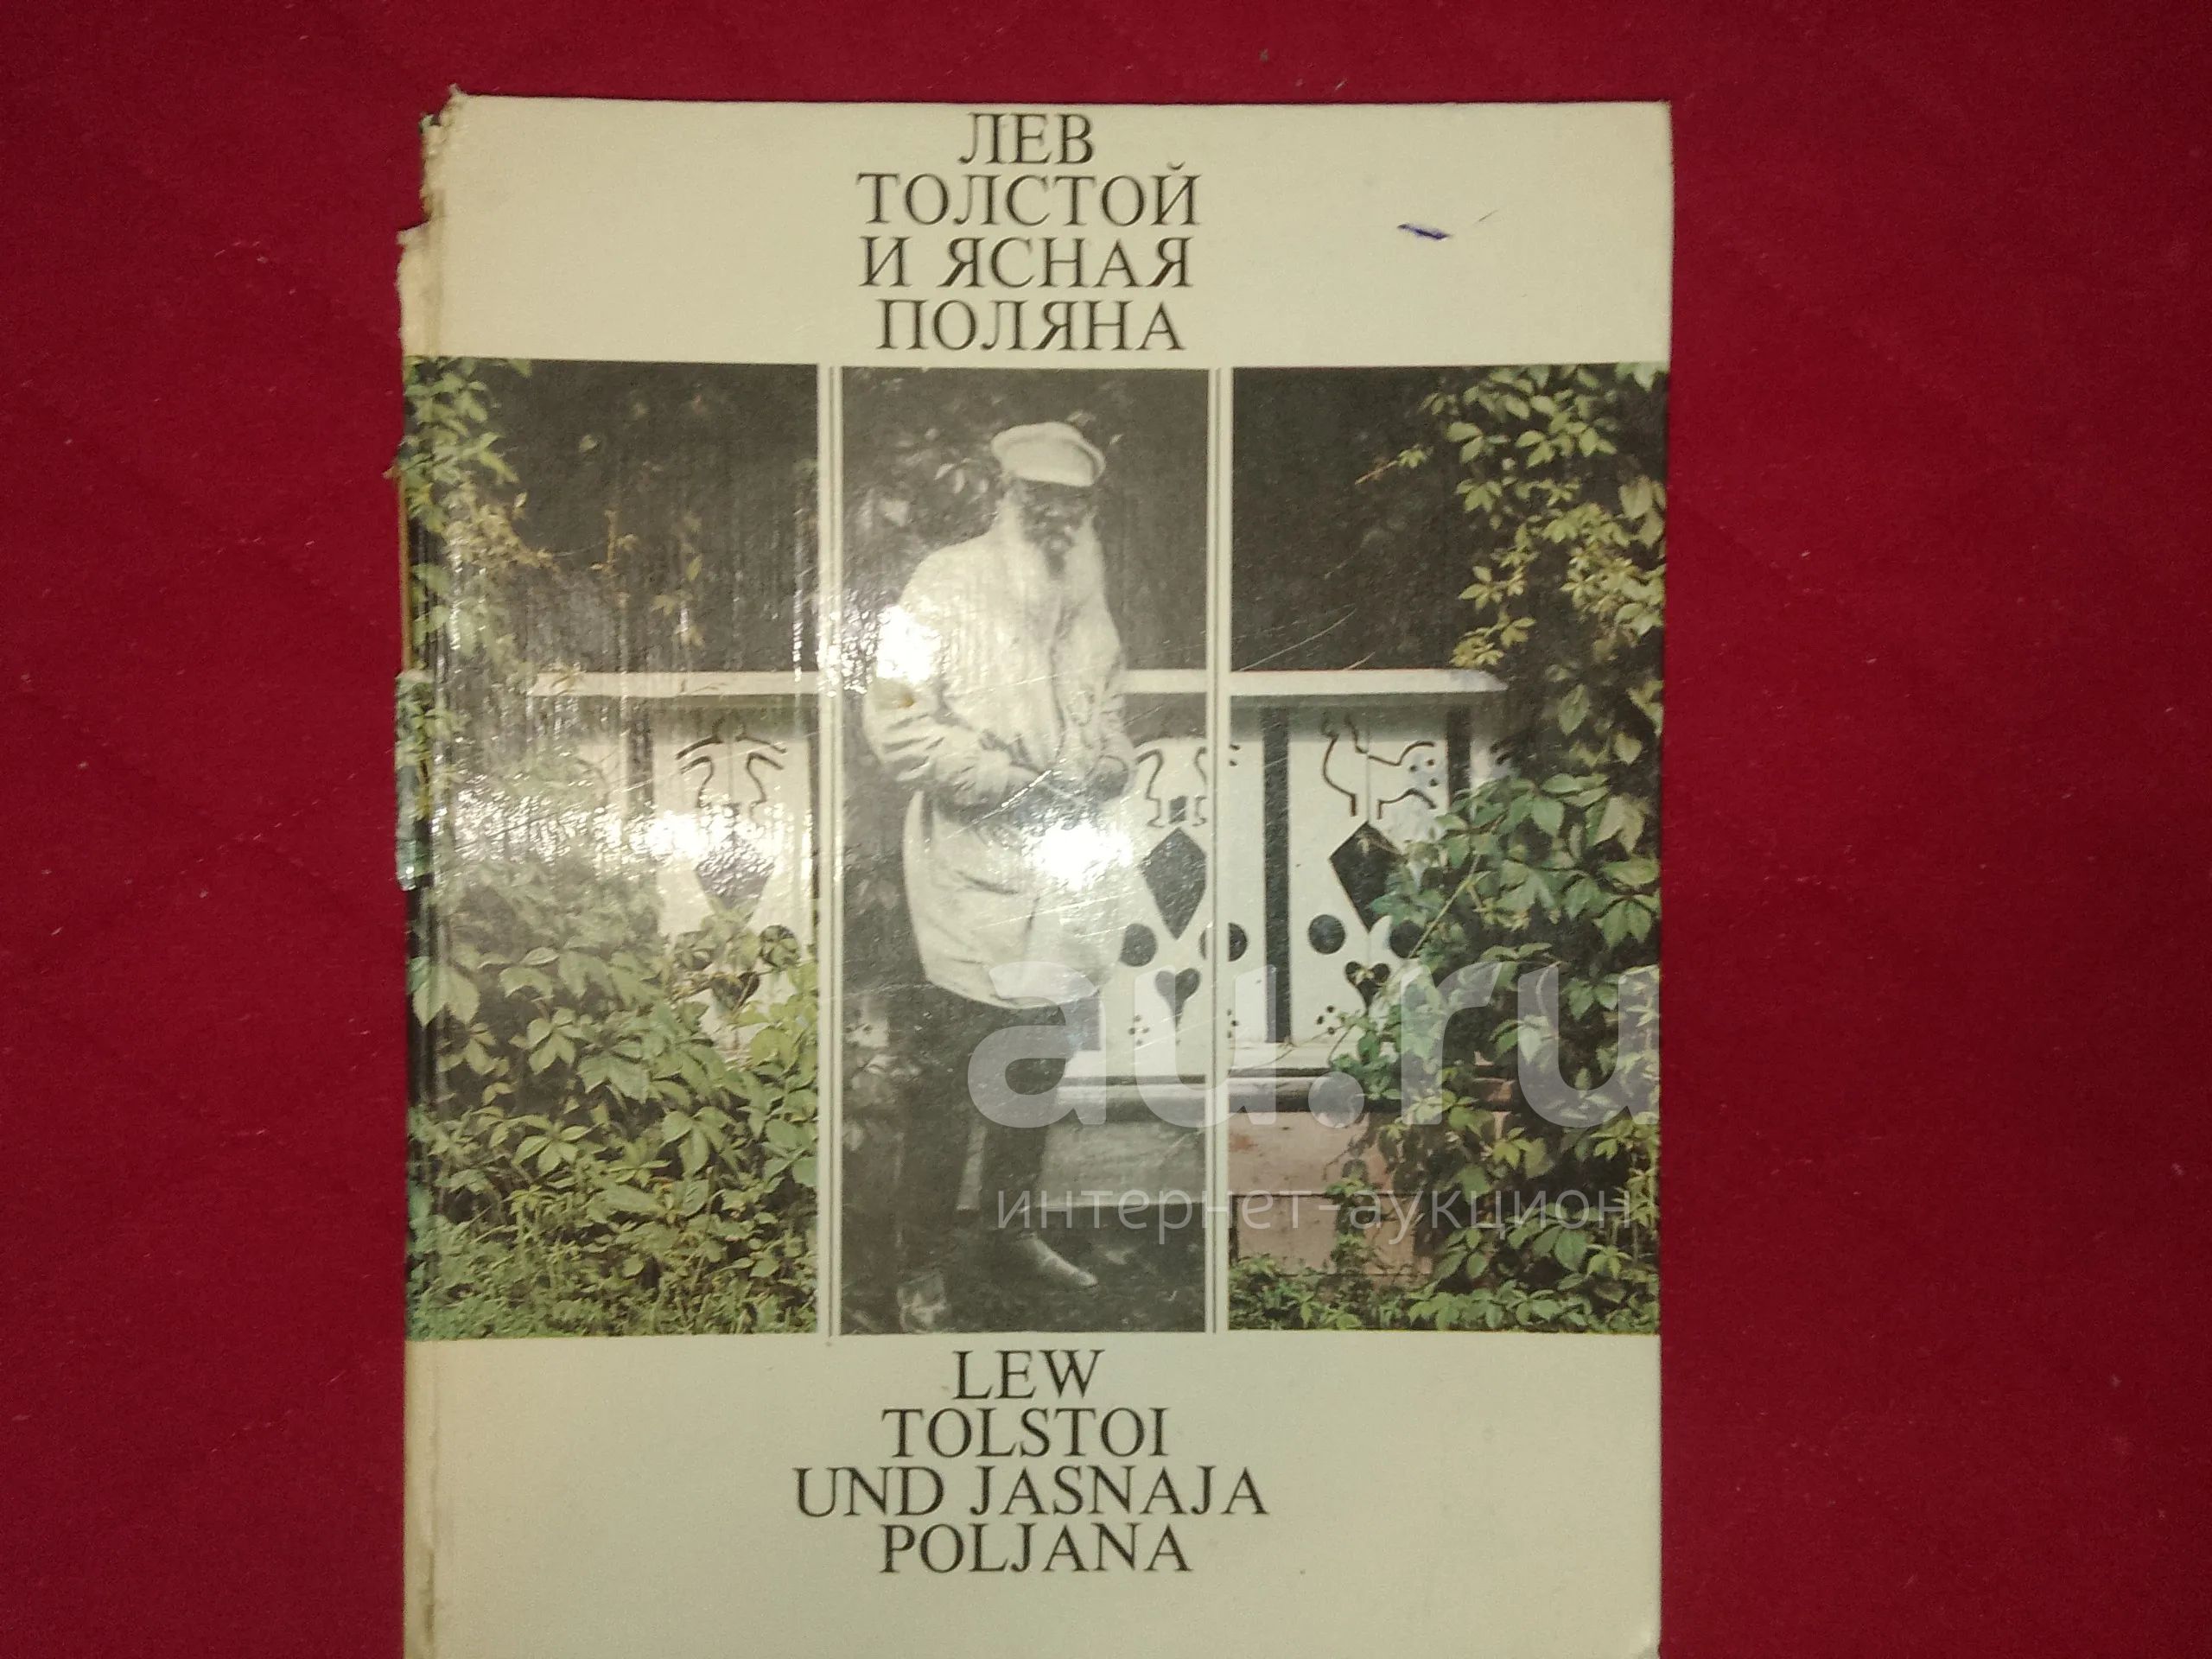 ЛЕВ
ТОЛСТОЙ
И ЯСНАЯ
ПОЛЯНА
au.ru
интернет-аукцион
LEW
TOLSTOI
UND JASNAJA
POLJANA